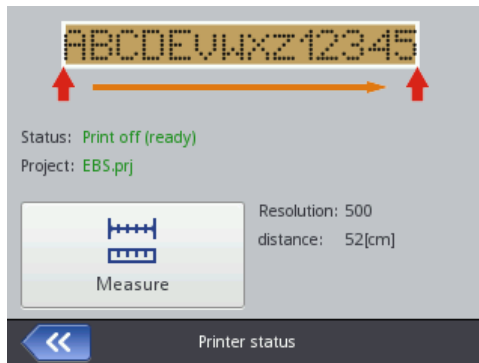 ABCDEVWXZ12345
Status: Print off (ready)
Project: EBS.prj
Resolution: 500
distance: 52[cm]
Measure
Printer status